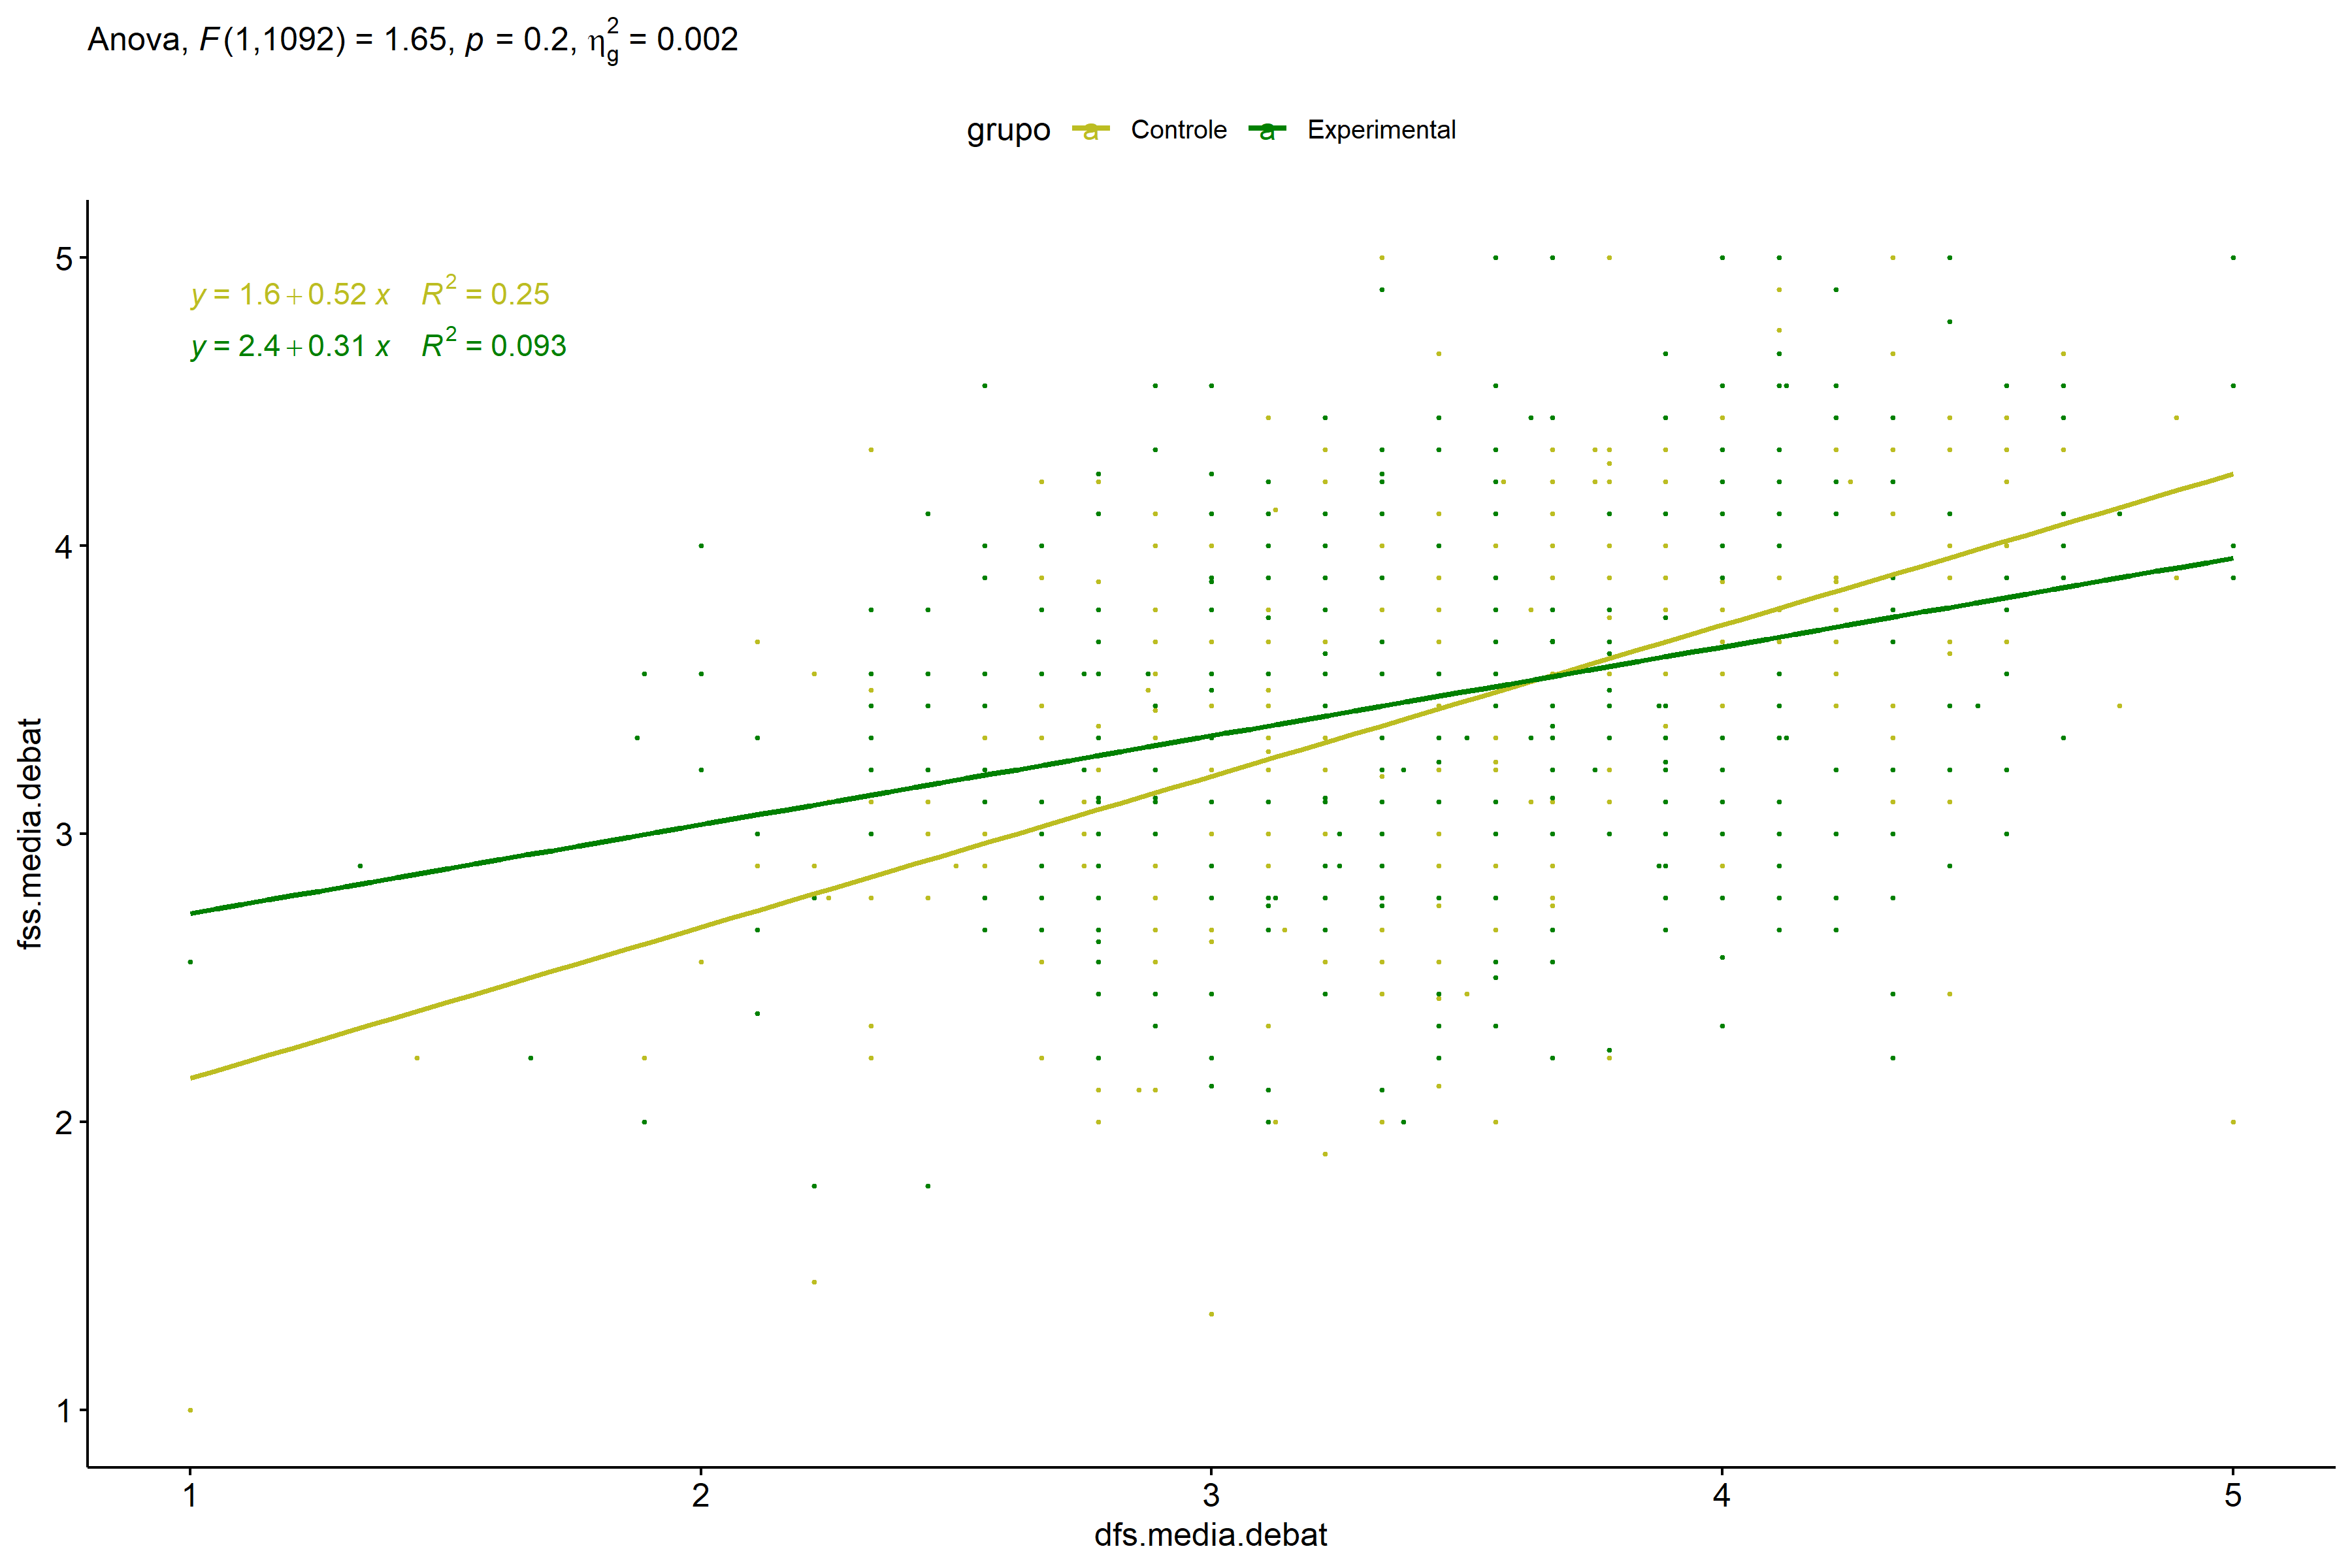 Anova, F(1,1092) = 1.65, p = 0.2, η²g = 0.002
grupo a Controle a Experimental
5
y = 1.6 + 0.52 x R² = 0.25
y = 2.4 + 0.31 x R² = 0.093
4
3
2
1
fss.media.debat
1 2 3 4 5
dfs.media.debat